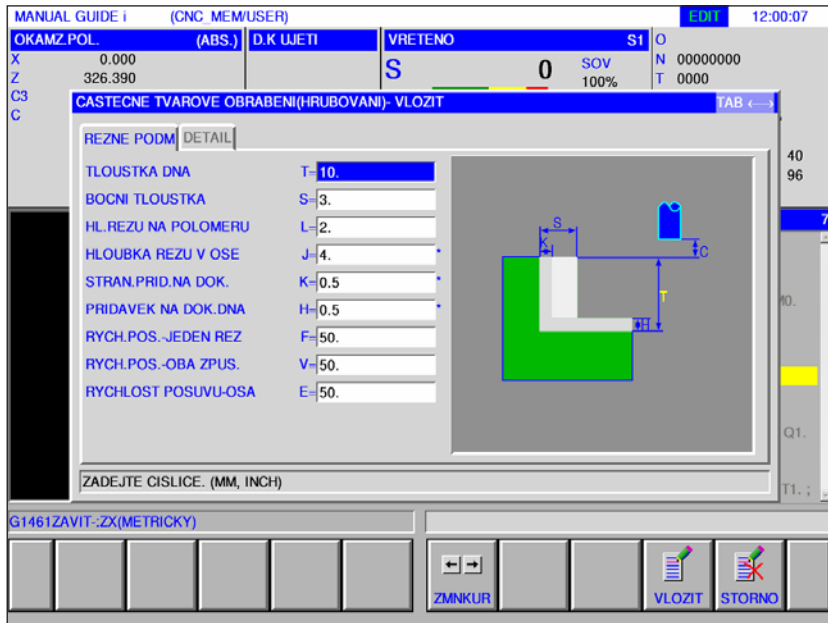 MANUAL GUIDE i (CNC_MEM/USER) EDIT 12:00:07
OKAMZ.POL. (ABS.) D.K UJETI VRETENO S1 O
X 0.000
Z 326.390
C3
C
S 0 SOV 100%
N 00000000
T 0000
CASTECNE TVAROVE OBRABENI(HRUBOVANI)- VLOZIT TAB ←→
REZNE PODM DETAIL
40
96
TLOUSTKA DNA T= 10.
BOCNI TLOUSTKA S= 3.
HL.REZU NA POLOMERU L= 2.
HLOUBKA REZU V OSE J= 4. *
STRAN.PRID.NA DOK. K= 0.5 *
PRIDAVEK NA DOK.DNA H= 0.5 *
RYCH.POS.-JEDEN REZ F= 50.
RYCH.POS.-OBA ZPUS. V= 50.
RYCHLOST POSUVU-OSA E= 50.
S
K
C
T
H
7
M0.
Q1.
T1. ;
ZADEJTE CISLICE. (MM, INCH)
G1461ZAVIT-:ZX(METRICKY)
← →
ZMNKUR VLOZIT STORNO